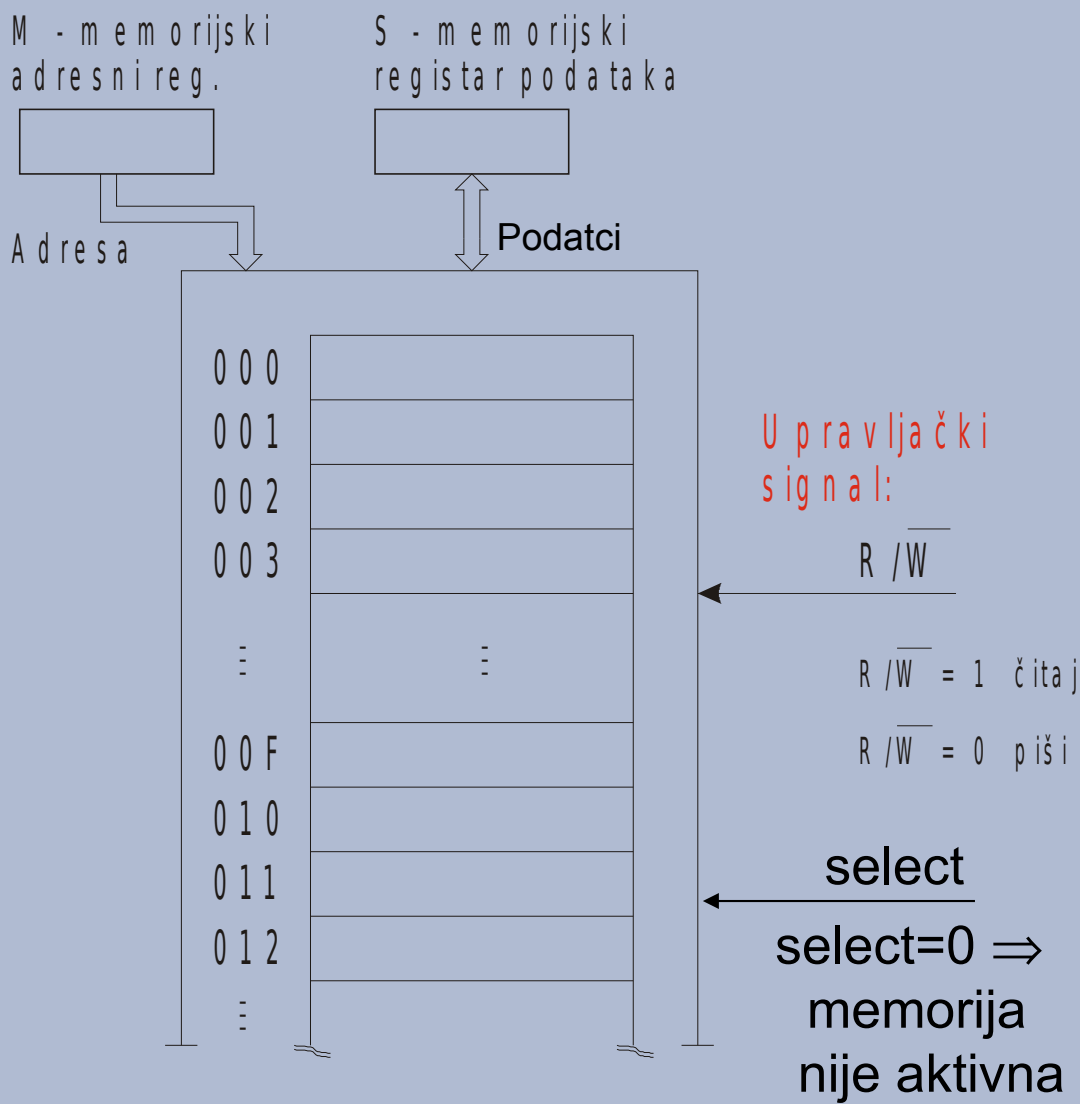 M - memorijski
adresni reg.
S - memorijski
registar podataka
Adresa
Podatci
000
001
002
003
⋮ ⋮
00F
010
011
012
⋮
Upravljački
signal:
R/W̅
R/W̅ = 1 čitaj
R/W̅ = 0 piši
select
select=0 ⇒
memorija
nije aktivna